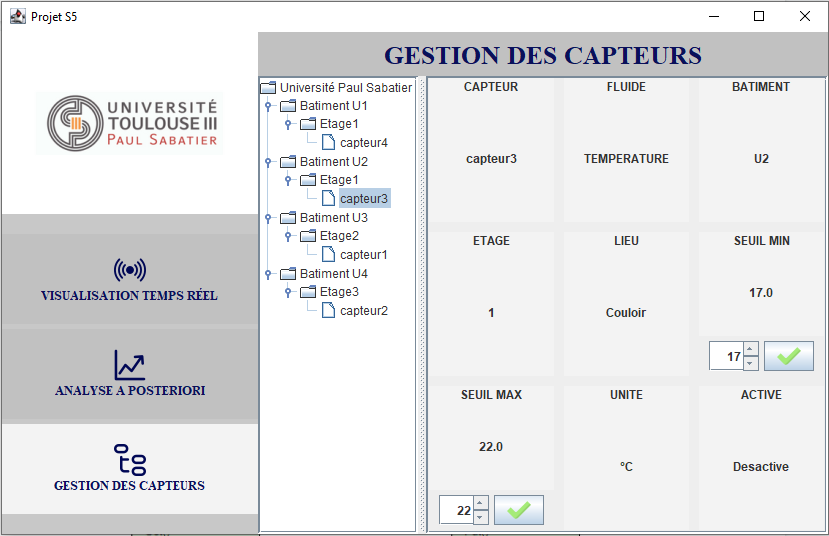 Projet S5
UNIVERSITÉ
TOULOUSE III
PAUL SABATIER
VISUALISATION TEMPS RÉEL
ANALYSE A POSTERIORI
GESTION DES CAPTEURS
GESTION DES CAPTEURS
Université Paul Sabatier
Batiment U1
Etage1
capteur4
Batiment U2
Etage1
capteur3
Batiment U3
Etage2
capteur1
Batiment U4
Etage3
capteur2
CAPTEUR
capteur3
FLUIDE
TEMPERATURE
BATIMENT
U2
ETAGE
1
LIEU
Couloir
SEUIL MIN
17.0
17
SEUIL MAX
22.0
22
UNITE
°C
ACTIVE
Desactive